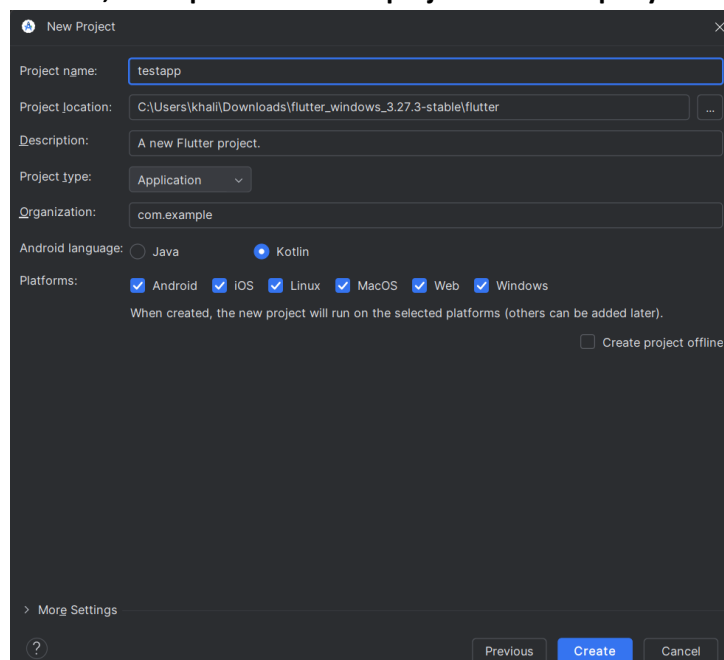 New Project
Project name: testapp
Project location: C:\Users\khali\Downloads\flutter_windows_3.27.3-stable\flutter ...
Description: A new Flutter project.
Project type: Application
Organization: com.example
Android language: Java Kotlin
Platforms: Android iOS Linux MacOS Web Windows
When created, the new project will run on the selected platforms (others can be added later).
Create project offline
More Settings
? Previous Create Cancel